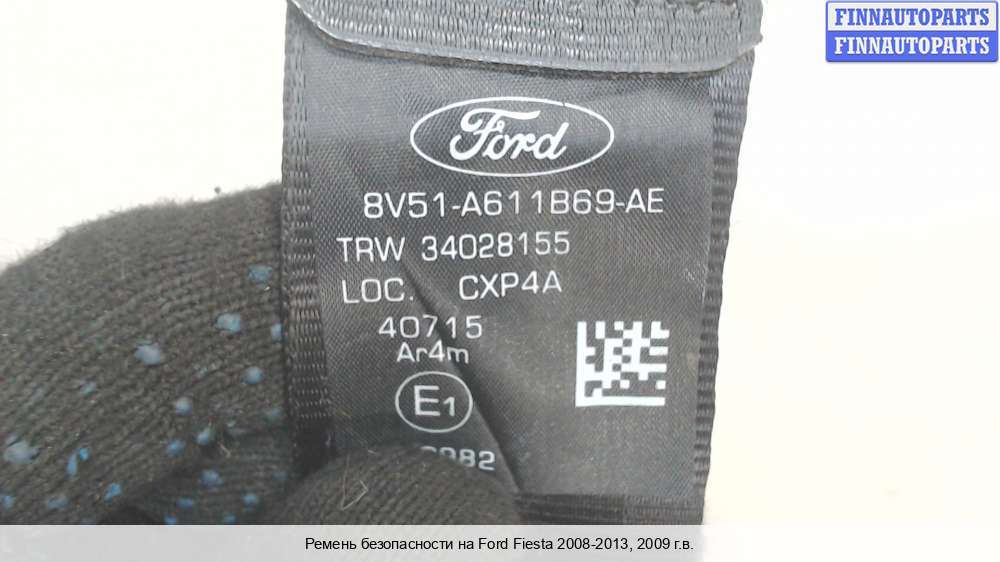 FINNAUTOPARTS
FINNAUTOPARTS
Ford
8V51-A611B69-AE
TRW 34028155
LOC. CXP4A
40715
Ar4m
E1
Ремень безопасности на Ford Fiesta 2008-2013, 2009 г.в.